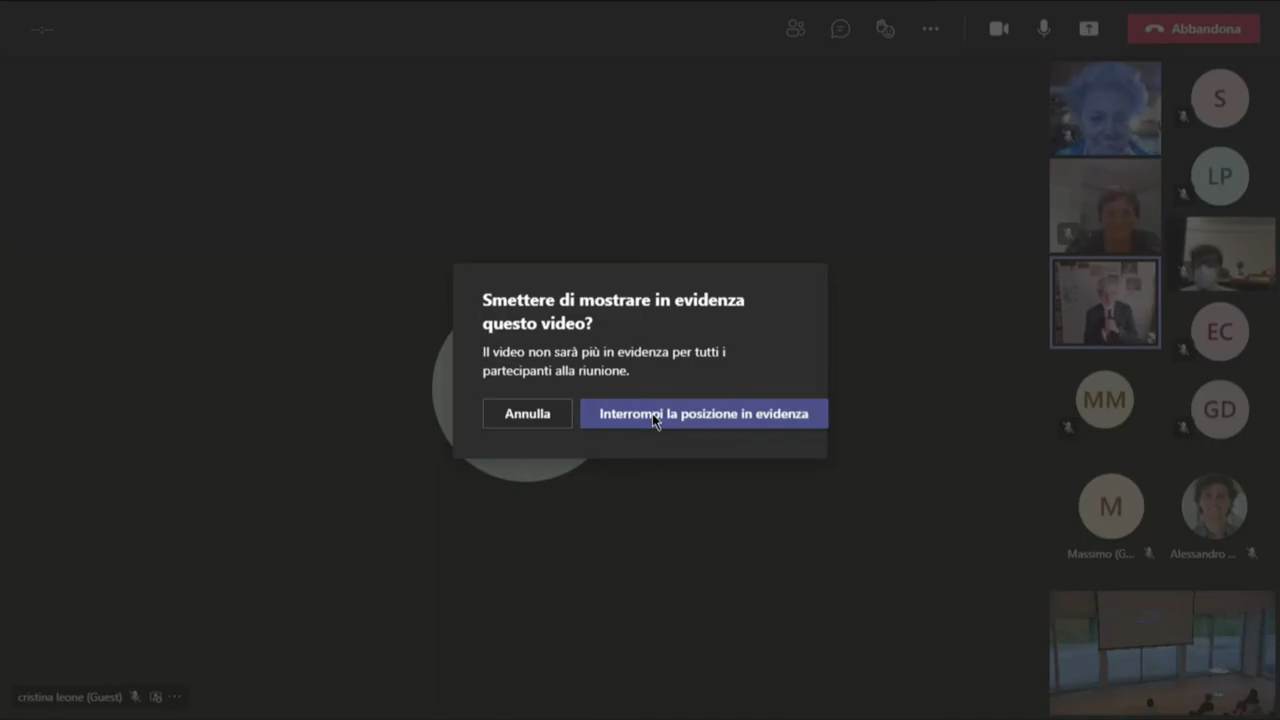 --:--
Abbandona
S
LP
EC
MM
GD
M
Massimo (G...
Alessandro ...
Smettere di mostrare in evidenza
questo video?
Il video non sarà più in evidenza per tutti i
partecipanti alla riunione.
Annulla
Interrompi la posizione in evidenza
cristina leone (Guest)